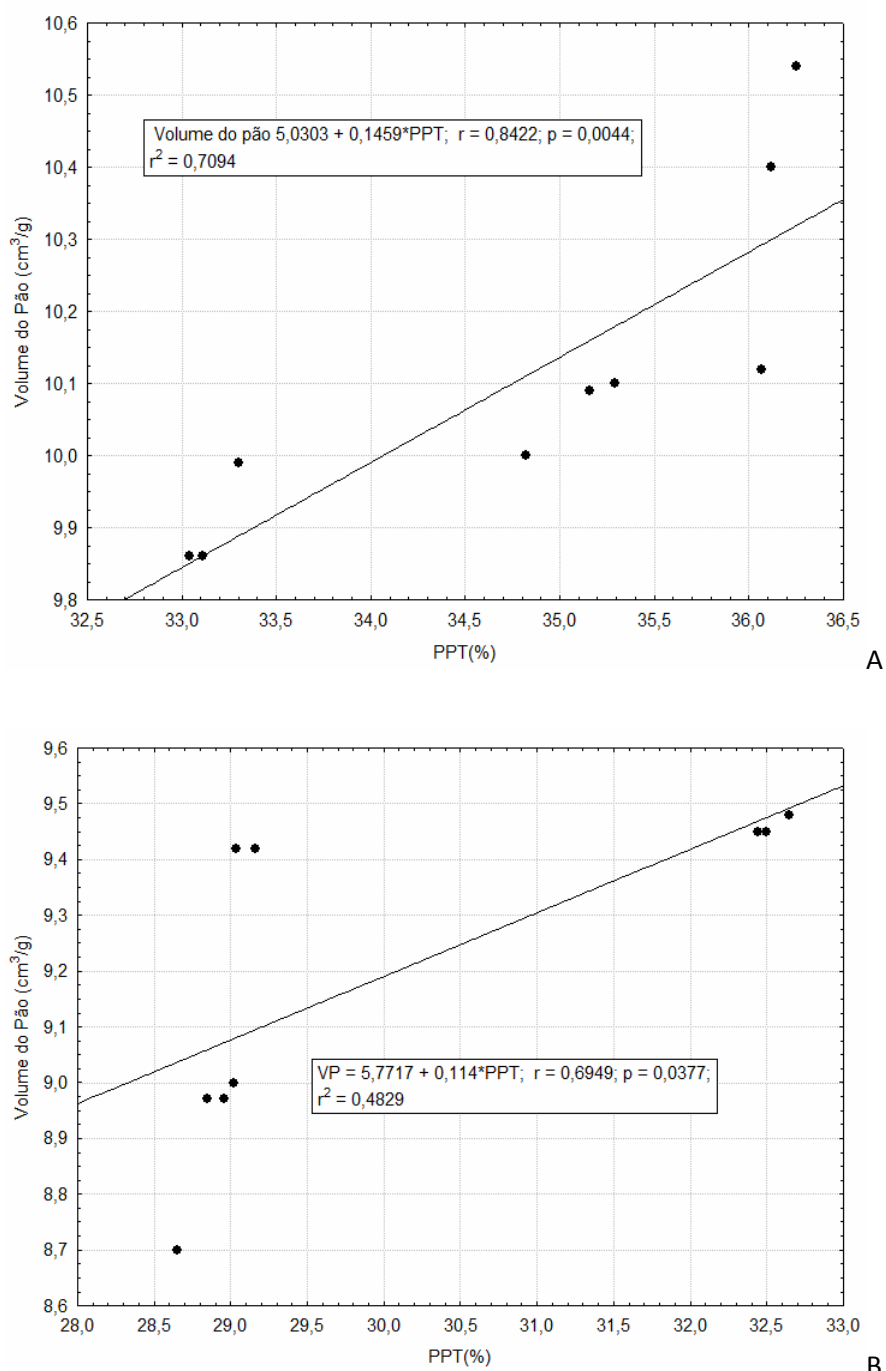 10,6
10,5
10,4
10,3
10,2
10,1
10,0
9,9
9,8
Volume do Pão (cm³/g)
Volume do pão 5,0303 + 0,1459*PPT; r = 0,8422; p = 0,0044;
r² = 0,7094
32,5 33,0 33,5 34,0 34,5 35,0 35,5 36,0 36,5
PPT(%)
A
9,6
9,5
9,4
9,3
9,2
9,1
9,0
8,9
8,8
8,7
8,6
Volume do Pão (cm³/g)
VP = 5,7717 + 0,114*PPT; r = 0,6949; p = 0,0377;
r² = 0,4829
28,0 28,5 29,0 29,5 30,0 30,5 31,0 31,5 32,0 32,5 33,0
PPT(%)
B